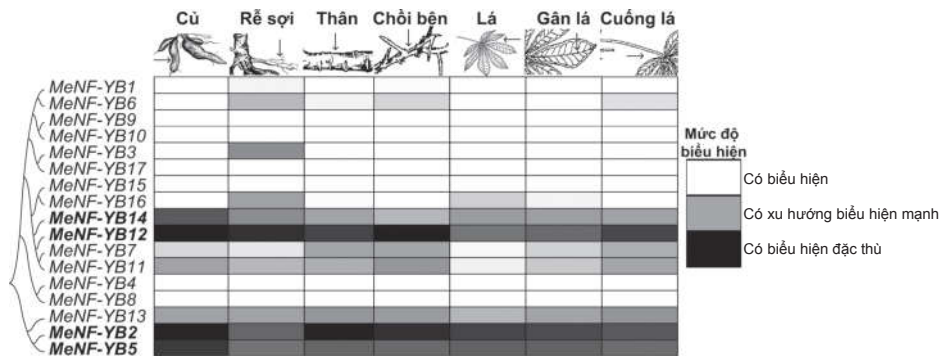 Củ Rễ sợi Thân Chồi bên Lá Gân lá Cuống lá
MeNF-YB1
MeNF-YB6
MeNF-YB9
MeNF-YB10
MeNF-YB3
MeNF-YB17
MeNF-YB15
MeNF-YB16
MeNF-YB14
MeNF-YB12
MeNF-YB7
MeNF-YB11
MeNF-YB4
MeNF-YB8
MeNF-YB13
MeNF-YB2
MeNF-YB5
Mức độ
biểu hiện
Có biểu hiện
Có xu hướng biểu hiện mạnh
Có biểu hiện đặc thù